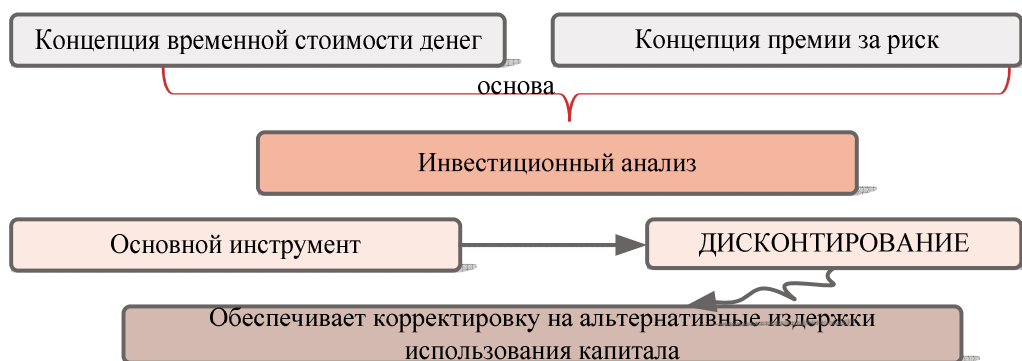 Концепция временной стоимости денег
Концепция премии за риск
основа
Инвестиционный анализ
Основной инструмент
ДИСКОНТИРОВАНИЕ
Обеспечивает корректировку на альтернативные издержки
использования капитала